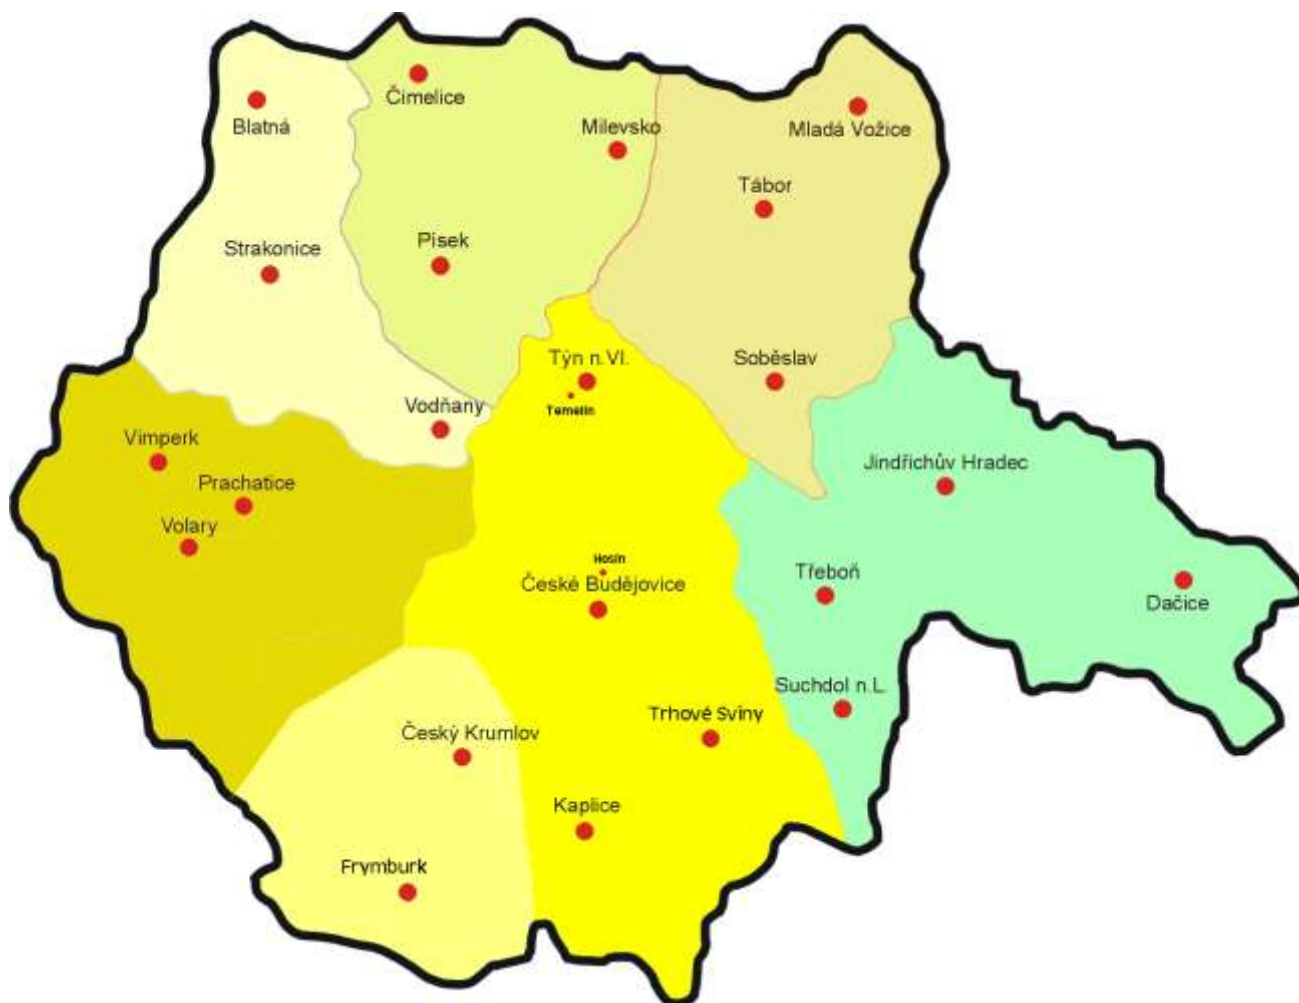 Čimelice
Blatná
Milevsko
Mladá Vožice
Tábor
Písek
Strakonice
Týn n.Vl.
Soběslav
Temelín
Vodňany
Vimperk
Jindřichův Hradec
Prachatice
Volary
Hosín
České Budějovice
Třeboň
Dačice
Suchdol n.L.
Trhové Sviny
Český Krumlov
Kaplice
Frymburk